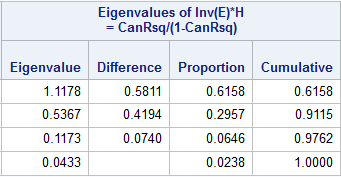 Eigenvalues of Inv(E)*H
= CanRsq/(1-CanRsq)
Eigenvalue Difference Proportion Cumulative
1.1178 0.5811 0.6158 0.6158
0.5367 0.4194 0.2957 0.9115
0.1173 0.0740 0.0646 0.9762
0.0433 0.0238 1.0000